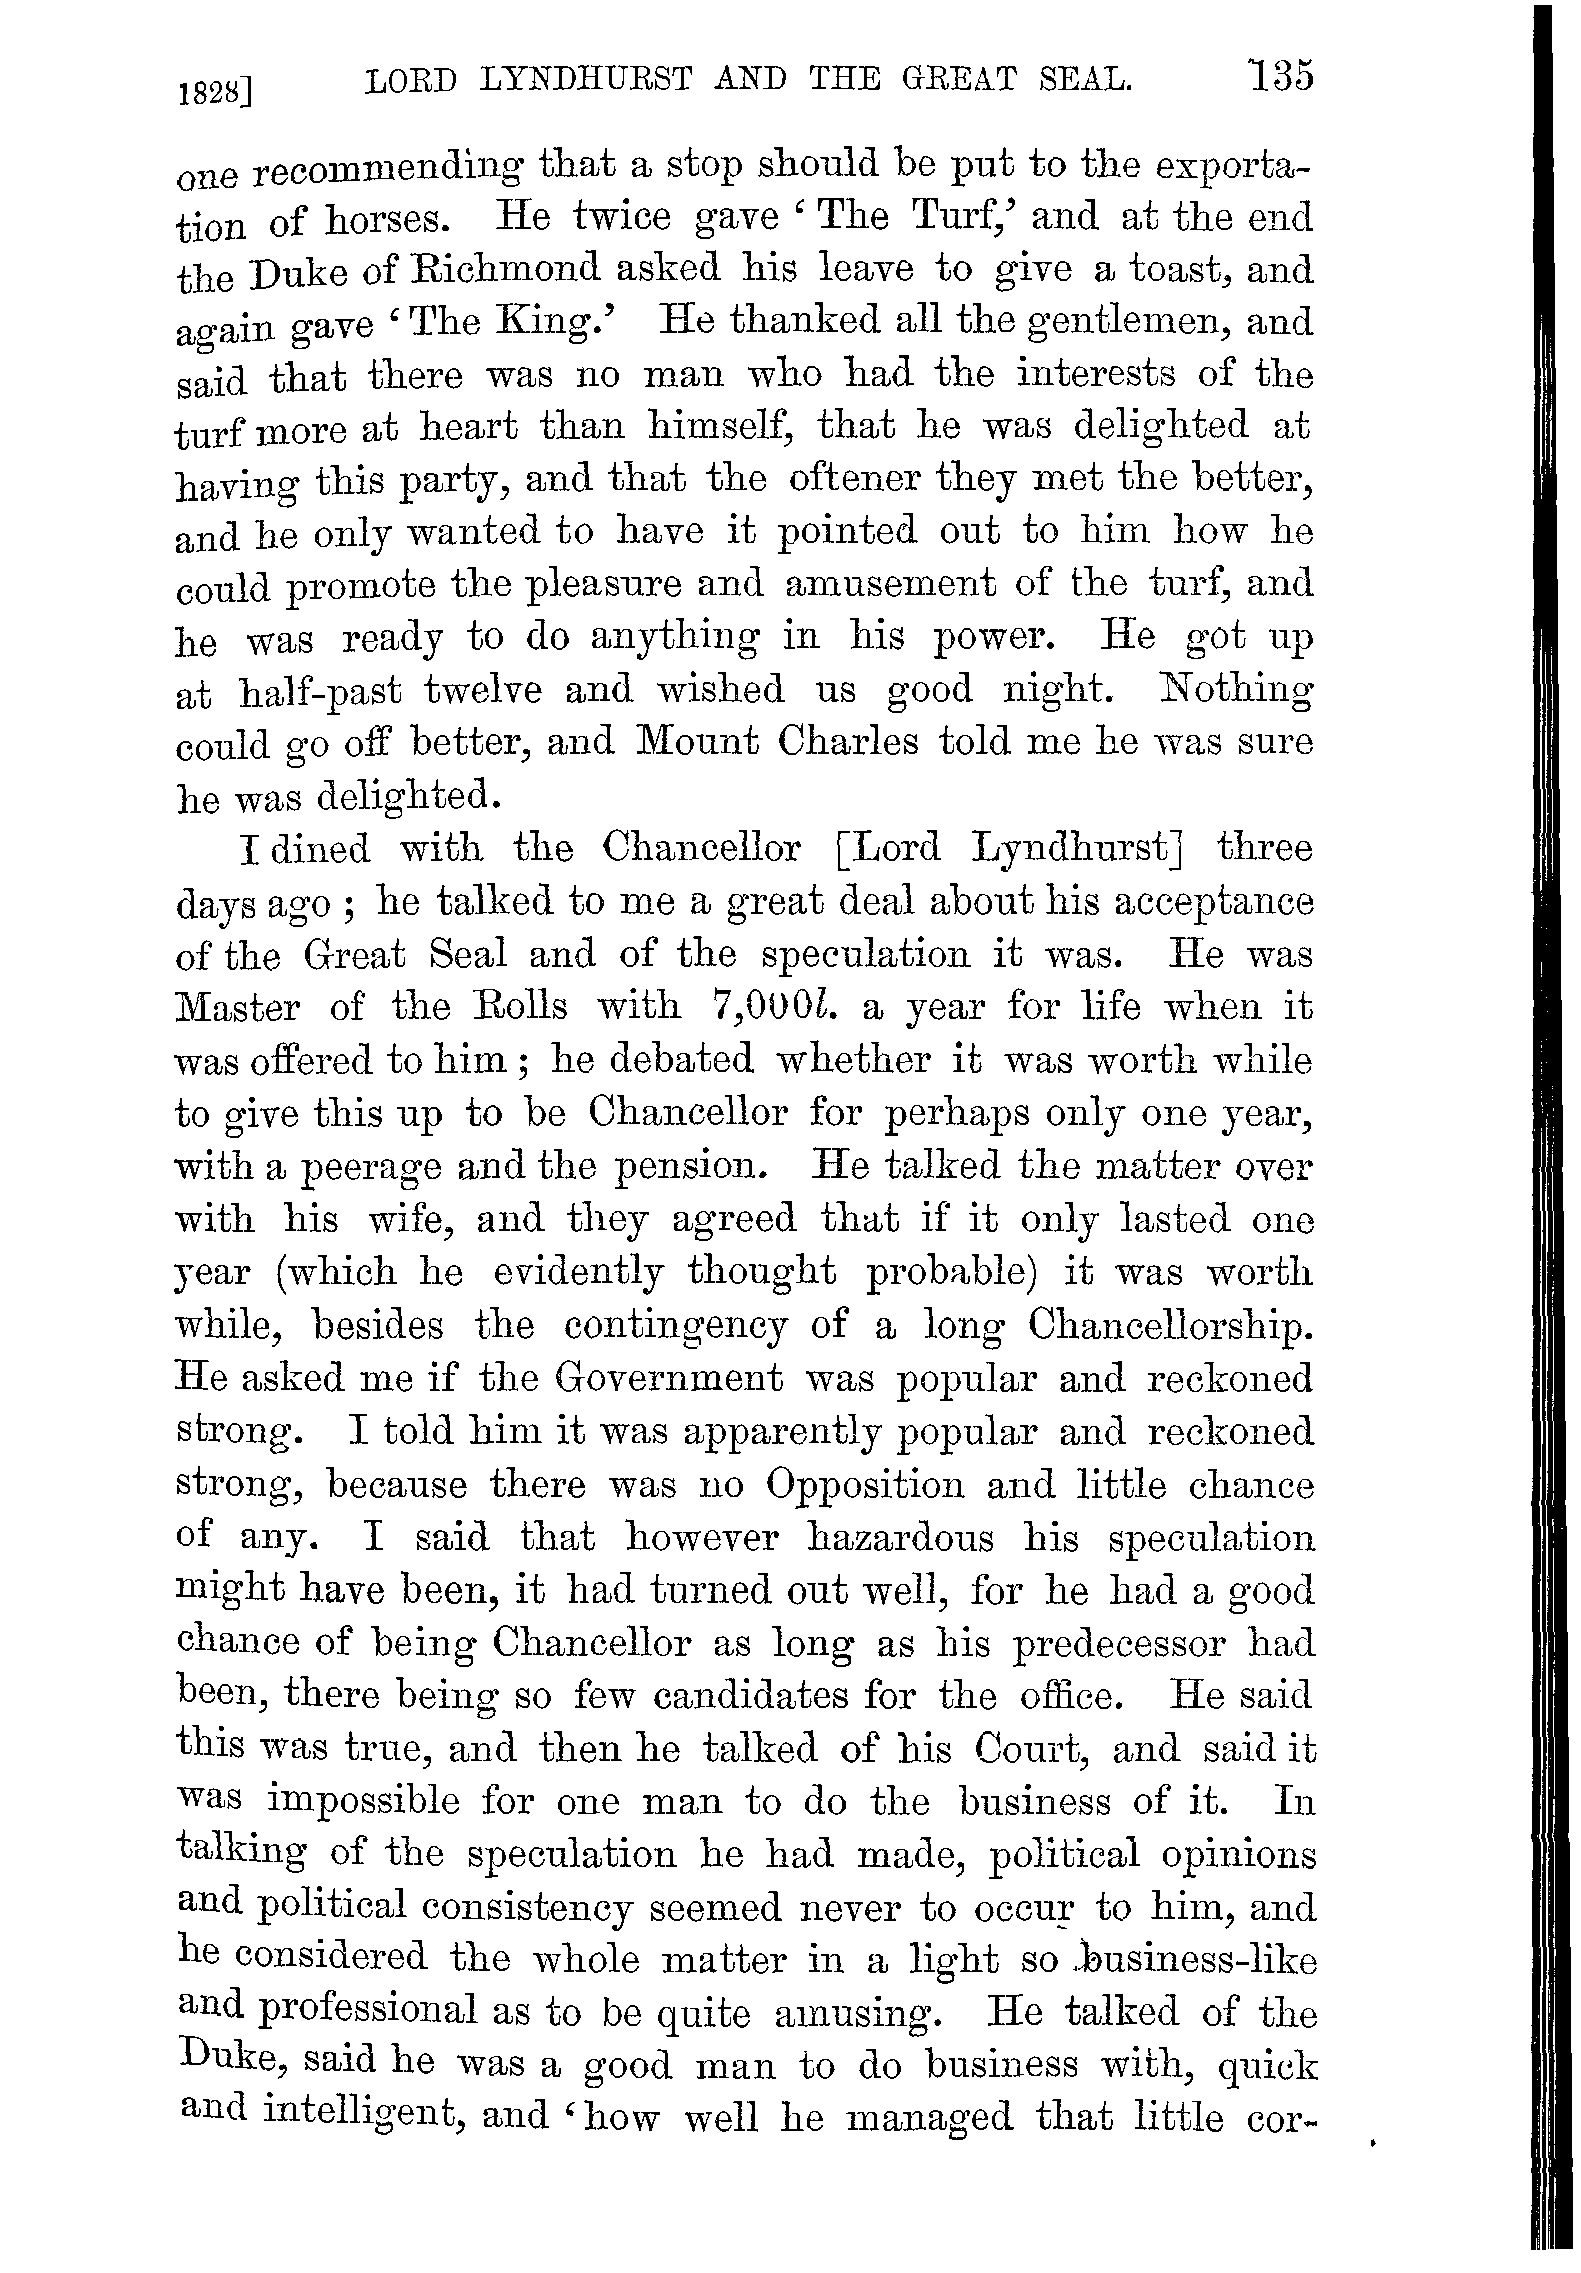 1828] LORD LYNDHURST AND THE GREAT SEAL. 135
one recommending that a stop should be put to the exporta-
tion of horses. He twice gave ‘The Turf,’ and at the end
the Duke of Richmond asked his leave to give a toast, and
again gave ‘The King.’ He thanked all the gentlemen, and
said that there was no man who had the interests of the
turf more at heart than himself, that he was delighted at
having this party, and that the oftener they met the better,
and he only wanted to have it pointed out to him how he
could promote the pleasure and amusement of the turf, and
he was ready to do anything in his power. He got up
at half-past twelve and wished us good night. Nothing
could go off better, and Mount Charles told me he was sure
he was delighted.
I dined with the Chancellor [Lord Lyndhurst] three
days ago; he talked to me a great deal about his acceptance
of the Great Seal and of the speculation it was. He was
Master of the Rolls with 7,000l. a year for life when it
was offered to him; he debated whether it was worth while
to give this up to be Chancellor for perhaps only one year,
with a peerage and the pension. He talked the matter over
with his wife, and they agreed that if it only lasted one
year (which he evidently thought probable) it was worth
while, besides the contingency of a long Chancellorship.
He asked me if the Government was popular and reckoned
strong. I told him it was apparently popular and reckoned
strong, because there was no Opposition and little chance
of any. I said that however hazardous his speculation
might have been, it had turned out well, for he had a good
chance of being Chancellor as long as his predecessor had
been, there being so few candidates for the office. He said
this was true, and then he talked of his Court, and said it
was impossible for one man to do the business of it. In
talking of the speculation he had made, political opinions
and political consistency seemed never to occur to him, and
he considered the whole matter in a light so business-like
and professional as to be quite amusing. He talked of the
Duke, said he was a good man to do business with, quick
and intelligent, and ‘how well he managed that little cor-